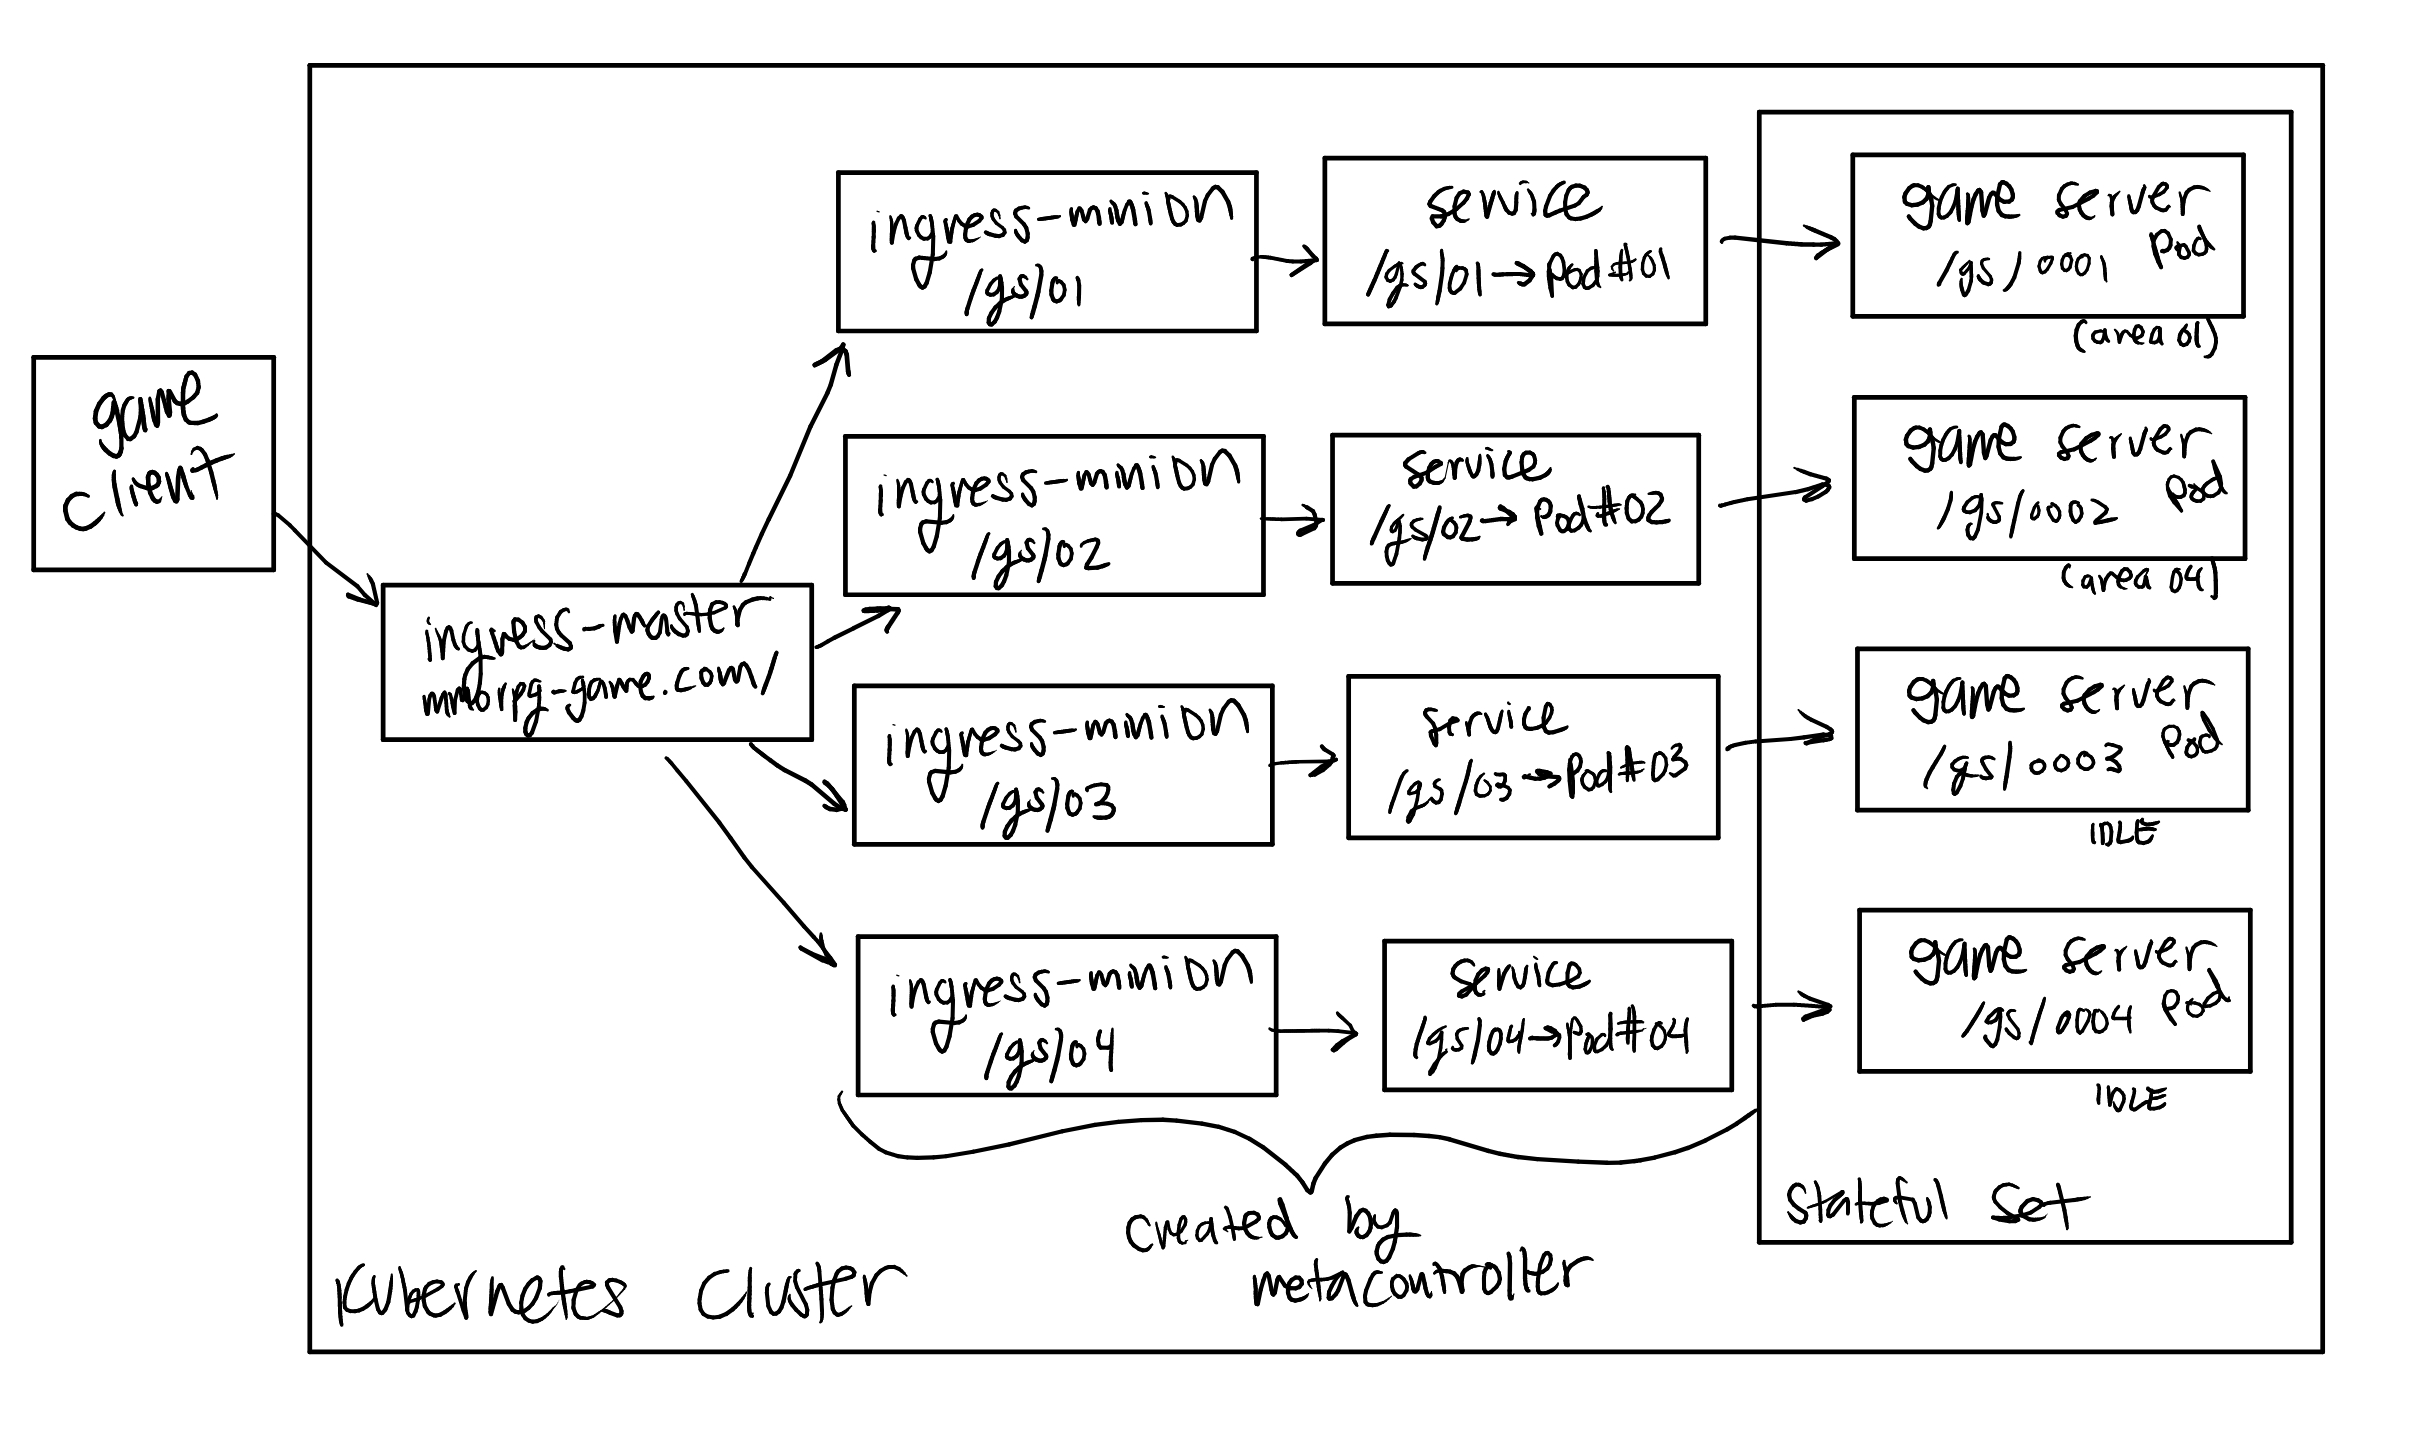 game
client
ingress-master
mmorpg-game.com/
ingress-minion
/gs/01
service
/gs/01→Pod#01
game server
/gs/0001 Pod
(area 01)
ingress-minion
/gs/02
service
/gs/02→Pod#02
game server
/gs/0002 Pod
(area 04)
ingress-minion
/gs/03
service
/gs/03→Pod#03
game server
/gs/0003 Pod
IDLE
ingress-minion
/gs/04
service
/gs/04→Pod#04
game server
/gs/0004 Pod
IDLE
created by
metacontroller
Stateful Set
Kubernetes Cluster